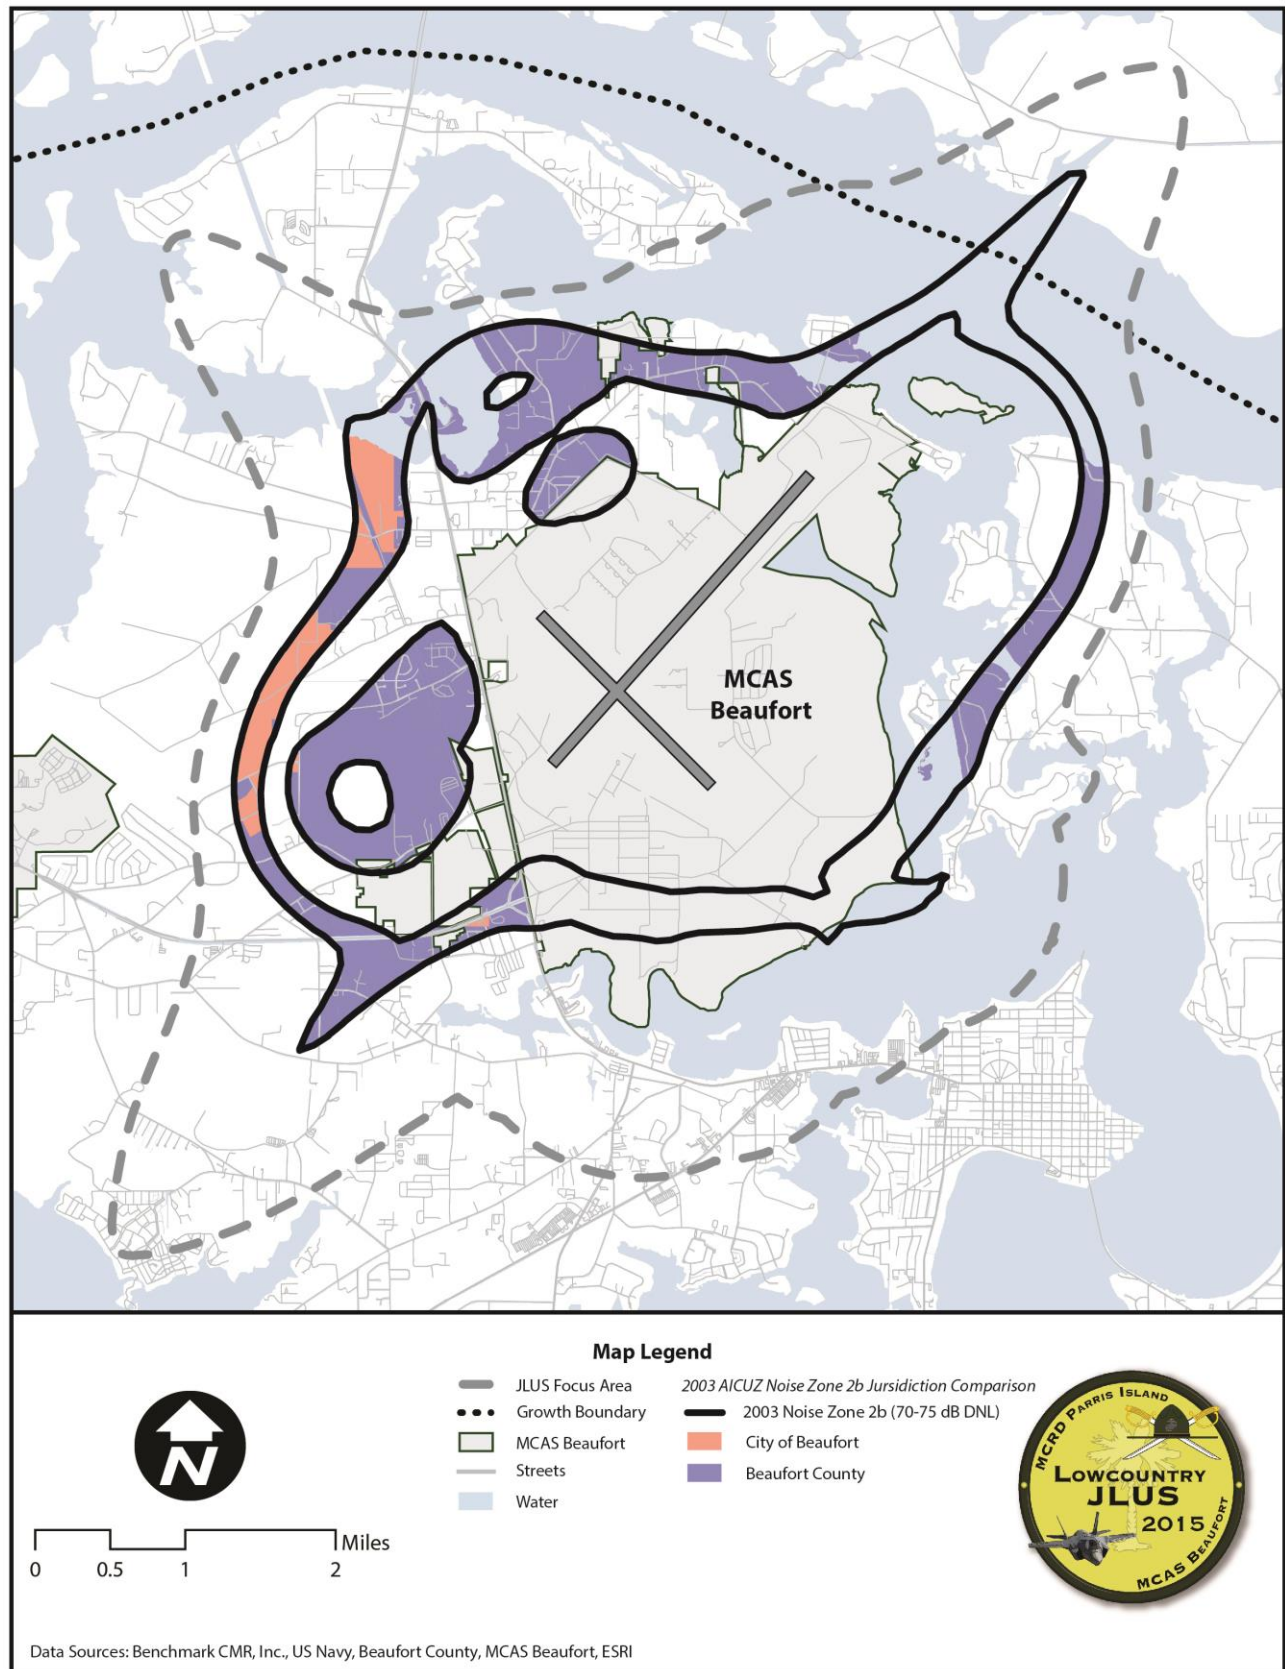 MCAS
Beaufort
Map Legend
JLUS Focus Area
Growth Boundary
MCAS Beaufort
Streets
Water
2003 AICUZ Noise Zone 2b Jursidiction Comparison
2003 Noise Zone 2b (70-75 dB DNL)
City of Beaufort
Beaufort County
N
0 0.5 1 2 Miles
MCRD PARRIS ISLAND
LOWCOUNTRY
JLUS
2015
MCAS BEAUFORT
Data Sources: Benchmark CMR, Inc., US Navy, Beaufort County, MCAS Beaufort, ESRI